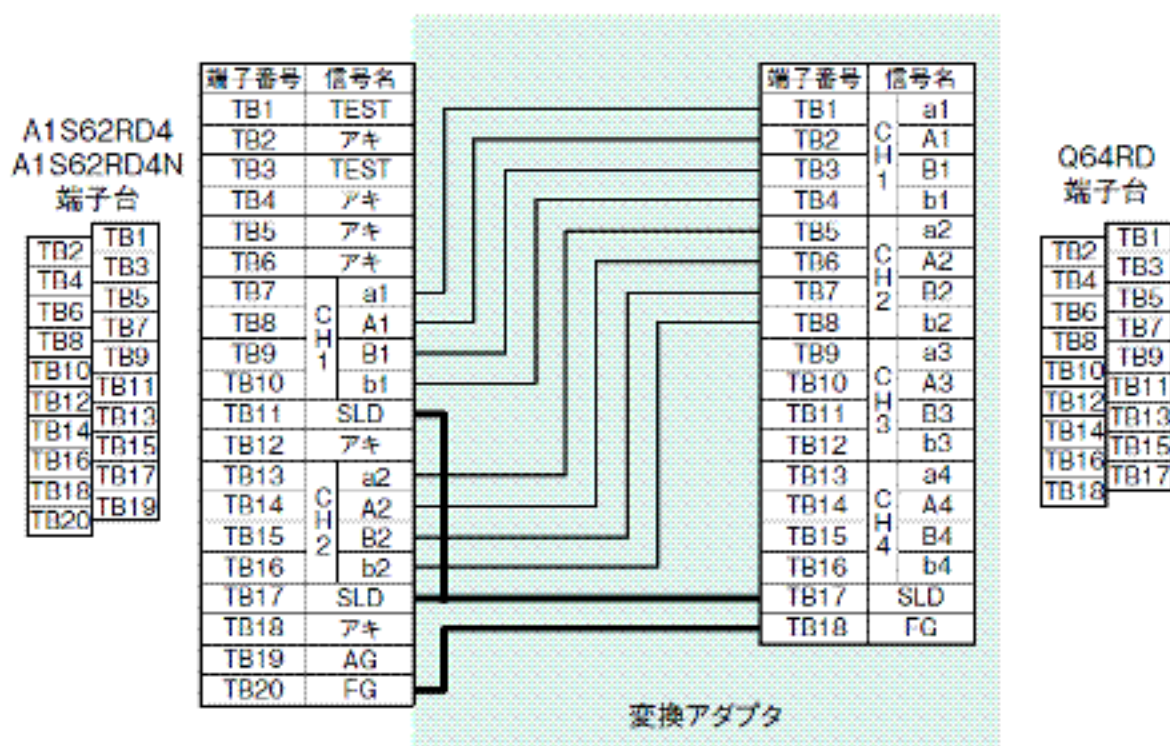 A1S62RD4
A1S62RD4N
端子台
TB1
TB2
TB3
TB4
TB5
TB6
TB7
TB8
TB9
TB10
TB11
TB12
TB13
TB14
TB15
TB16
TB17
TB18
TB19
TB20
端子番号 信号名
TB1 TEST
TB2 アキ
TB3 TEST
TB4 アキ
TB5 アキ
TB6 アキ
CH1
TB7 a1
TB8 A1
TB9 B1
TB10 b1
TB11 SLD
TB12 アキ
CH2
TB13 a2
TB14 A2
TB15 B2
TB16 b2
TB17 SLD
TB18 アキ
TB19 AG
TB20 FG
端子番号 信号名
CH1
TB1 a1
TB2 A1
TB3 B1
TB4 b1
CH2
TB5 a2
TB6 A2
TB7 B2
TB8 b2
CH3
TB9 a3
TB10 A3
TB11 B3
TB12 b3
CH4
TB13 a4
TB14 A4
TB15 B4
TB16 b4
TB17 SLD
TB18 FG
変換アダプタ
Q64RD
端子台
TB1
TB2
TB3
TB4
TB5
TB6
TB7
TB8
TB9
TB10
TB11
TB12
TB13
TB14
TB15
TB16
TB17
TB18